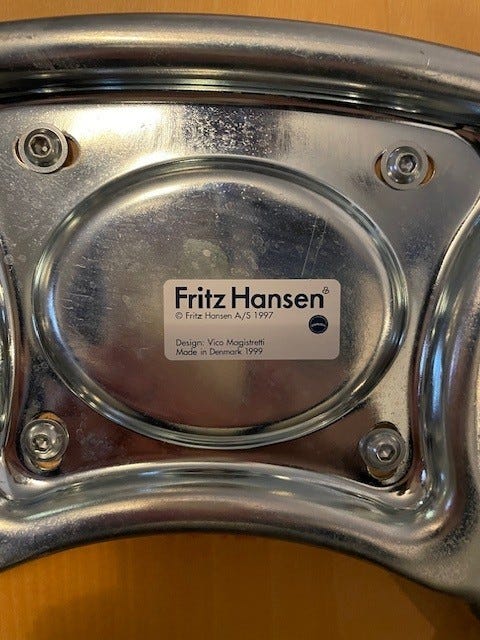 Fritz Hansen
© Fritz Hansen A/S 1997
Design: Vico Magistretti
Made in Denmark 1999